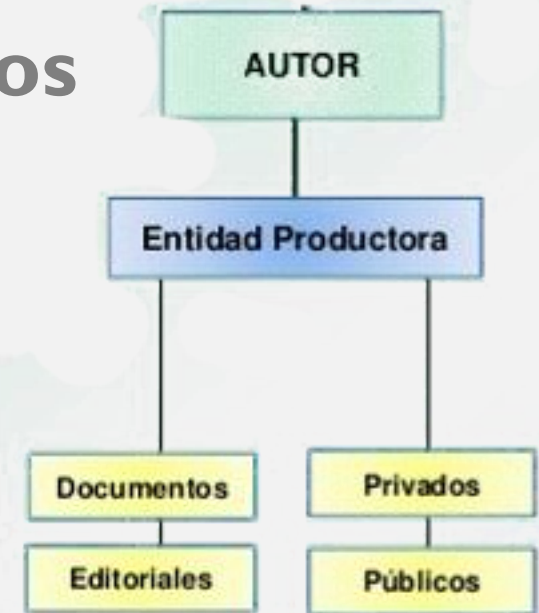 os
AUTOR
Entidad Productora
Documentos
Privados
Editoriales
Públicos